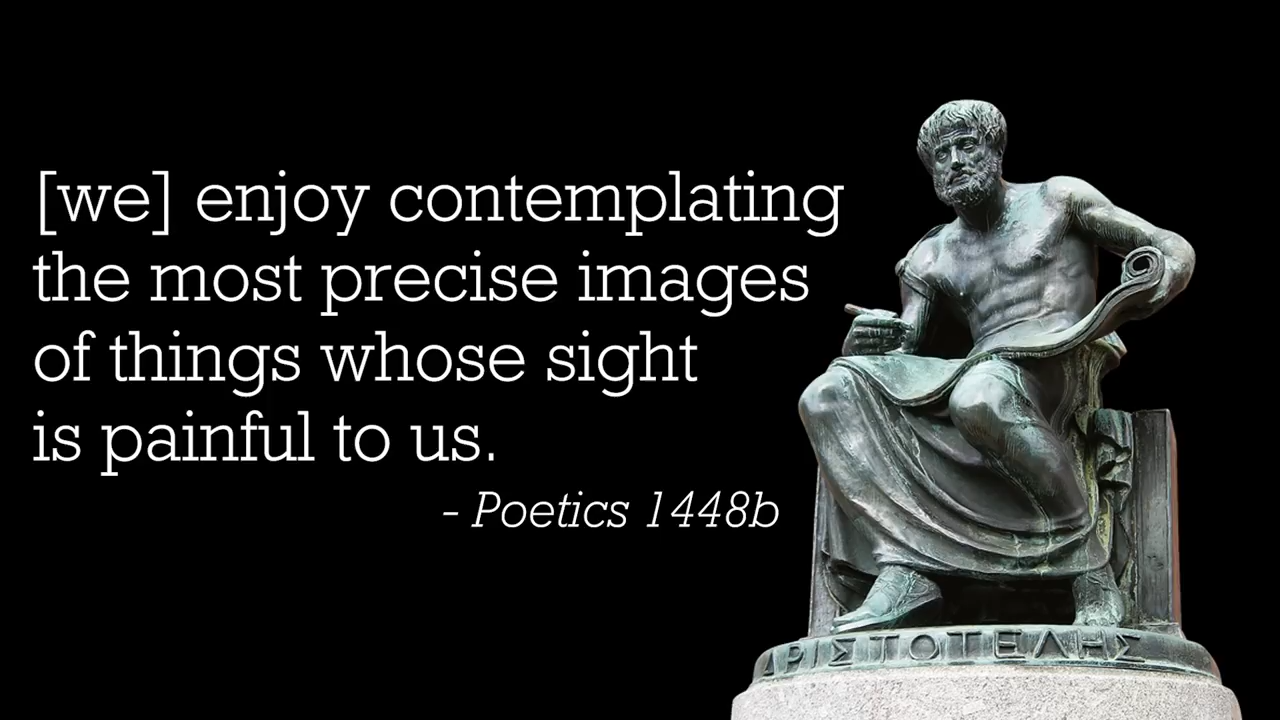 [we] enjoy contemplating
the most precise images
of things whose sight
is painful to us.
- Poetics 1448b
ΑΡΙΣΤΟΤΕΛΗΣ